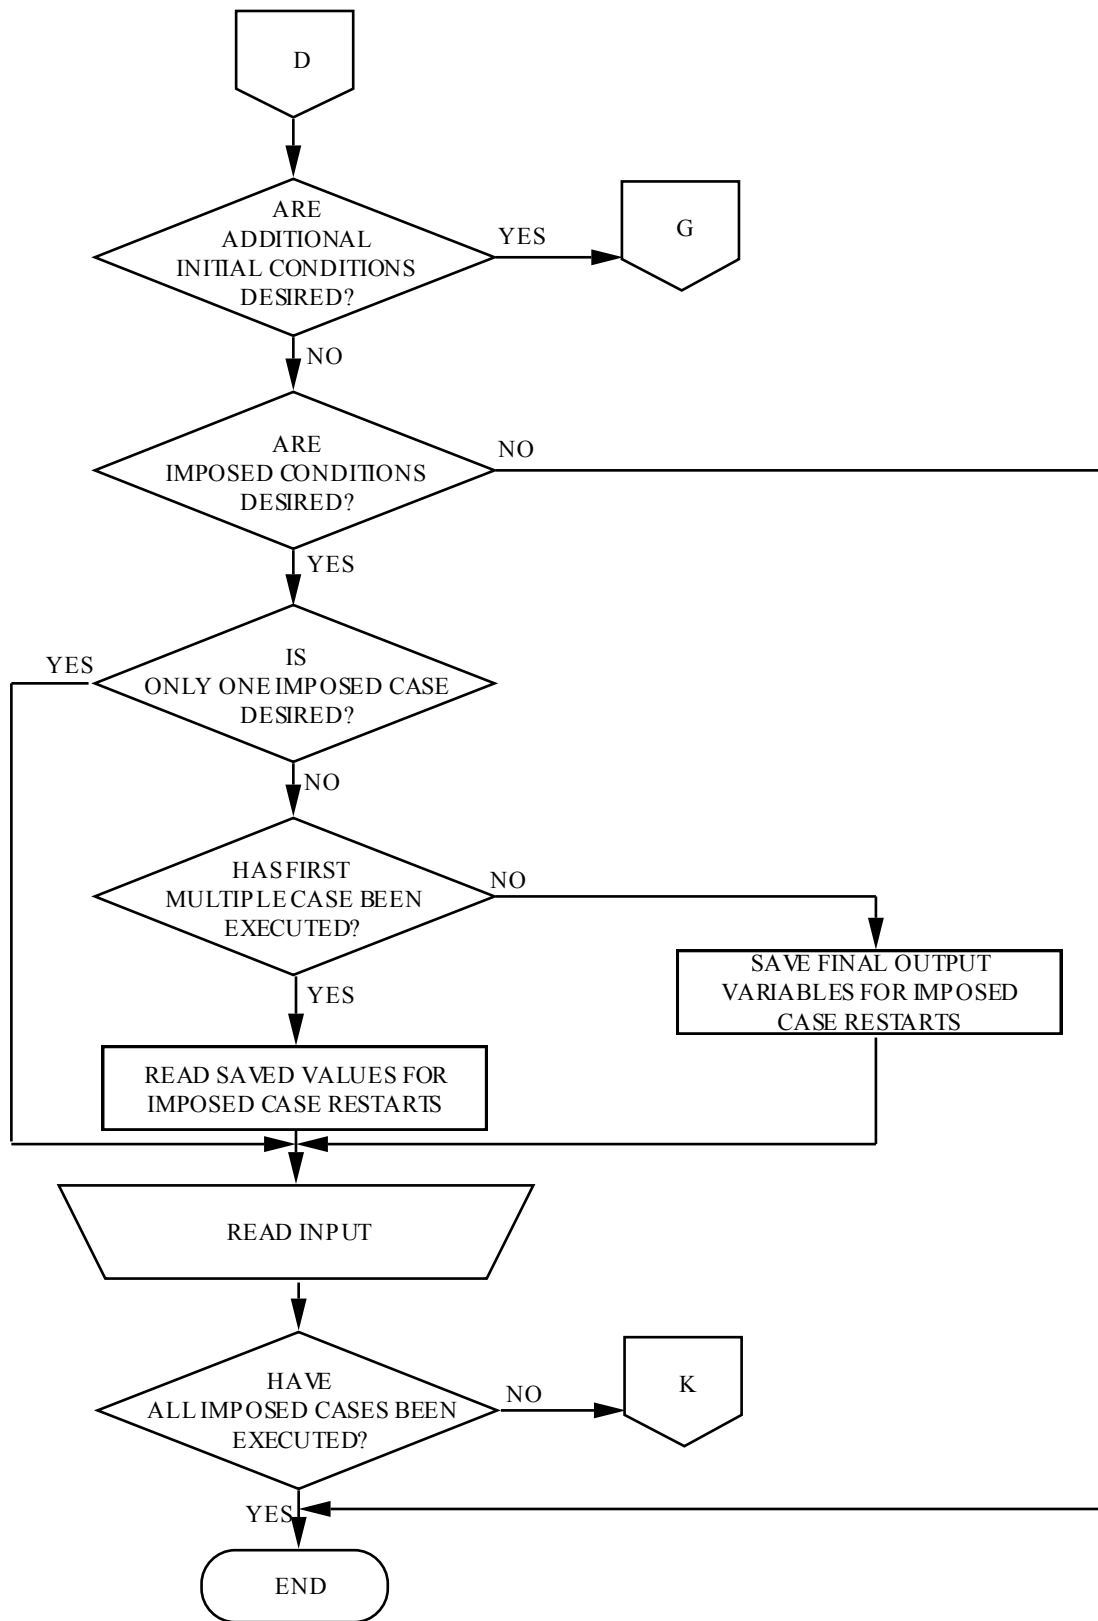 D
ARE
ADDITIONAL
INITIAL CONDITIONS
DESIRED?
YES
G
NO
ARE
IMPOSED CONDITIONS
DESIRED?
NO
YES
YES
IS
ONLY ONE IMPOSED CASE
DESIRED?
NO
HAS FIRST
MULTIPLE CASE BEEN
EXECUTED?
NO
SAVE FINAL OUTPUT
VARIABLES FOR IMPOSED
CASE RESTARTS
YES
READ SAVED VALUES FOR
IMPOSED CASE RESTARTS
READ INPUT
HAVE
ALL IMPOSED CASES BEEN
EXECUTED?
NO
K
YES
END